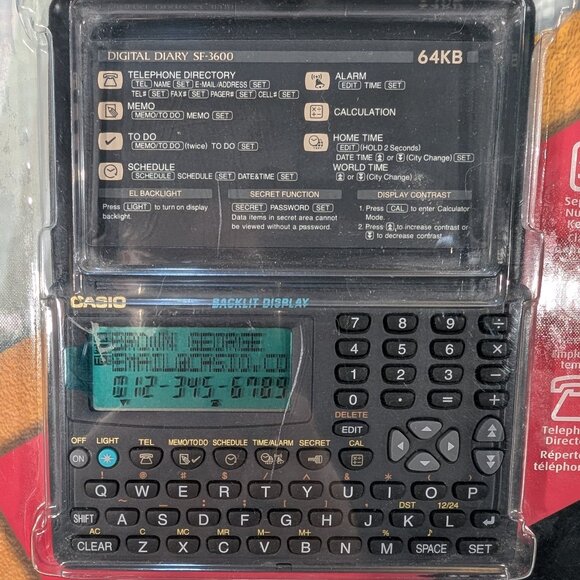 DIGITAL DIARY SF-3600 64KB
TELEPHONE DIRECTORY
TEL NAME SET E-MAIL/ADDRESS SET
TEL# SET FAX# SET PAGER# SET CELL# SET
MEMO
MEMO/TO DO MEMO SET
TO DO
MEMO/TO DO (twice) TO DO SET
SCHEDULE
SCHEDULE SCHEDULE SET DATE&TIME SET
ALARM
EDIT TIME SET
CALCULATION
HOME TIME
EDIT (HOLD 2 Seconds)
DATE TIME or (City Change) SET
WORLD TIME
or (City Change)
EL BACKLIGHT
Press LIGHT to turn on display
backlight.
SECRET FUNCTION
SECRET PASSWORD SET
Data items in secret area cannot
be viewed without a password.
DISPLAY CONTRAST
1. Press CAL to enter Calculator
Mode.
2. Press to increase contrast or
to decrease contrast.
CASIO BACKLIT DISPLAY
GEORGE
012-345-6789
7 8 9 ÷
4 5 6 ×
1 2 3 −
0 . = +
DELETE
EDIT
OFF LIGHT TEL MEMO/TO DO SCHEDULE TIME/ALARM SECRET CAL
ON
Q W E R T Y U I O P
DST 12/24
SHIFT A S D F G H J K L
AC C MC MR M− M+ %
CLEAR Z X C V B N M SPACE SET
Telephone
Directo
Réperto
téléphon